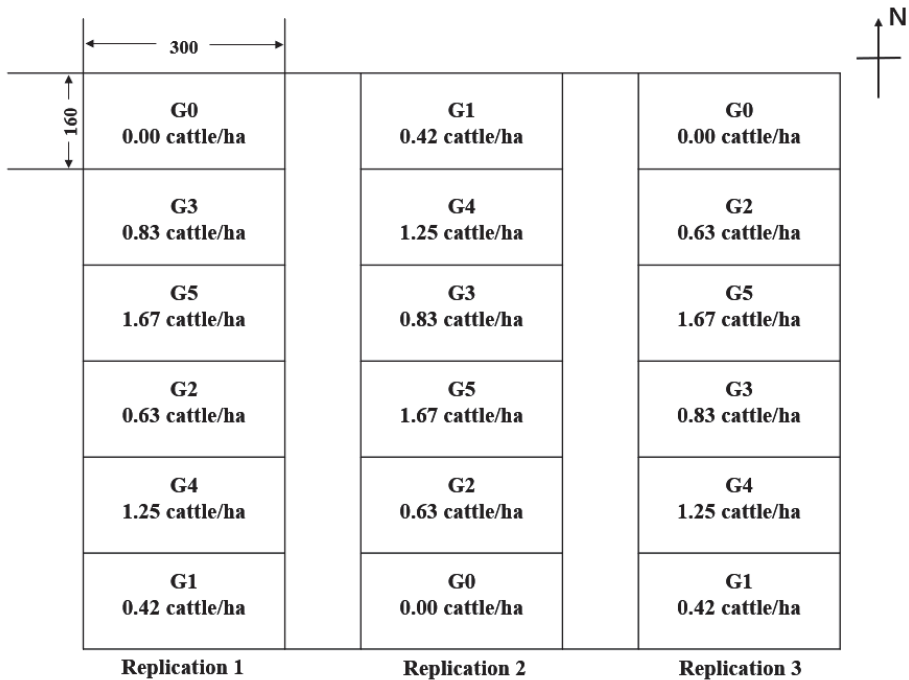 N
300
160
G0
0.00 cattle/ha
G3
0.83 cattle/ha
G5
1.67 cattle/ha
G2
0.63 cattle/ha
G4
1.25 cattle/ha
G1
0.42 cattle/ha
Replication 1
G1
0.42 cattle/ha
G4
1.25 cattle/ha
G3
0.83 cattle/ha
G5
1.67 cattle/ha
G2
0.63 cattle/ha
G0
0.00 cattle/ha
Replication 2
G0
0.00 cattle/ha
G2
0.63 cattle/ha
G5
1.67 cattle/ha
G3
0.83 cattle/ha
G4
1.25 cattle/ha
G1
0.42 cattle/ha
Replication 3